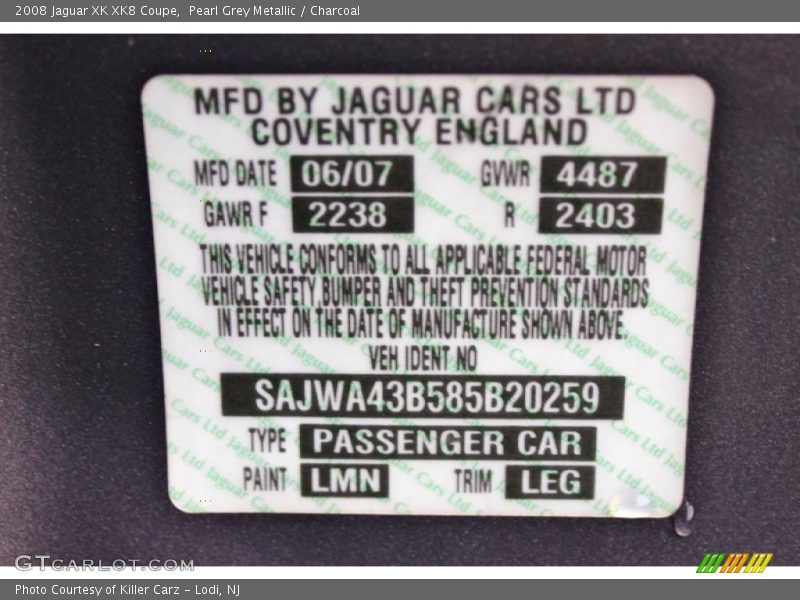 2008 Jaguar XK XK8 Coupe, Pearl Grey Metallic / Charcoal
MFD BY JAGUAR CARS LTD
COVENTRY ENGLAND
MFD DATE 06/07 GVWR 4487
GAWR F 2238 R 2403
THIS VEHICLE CONFORMS TO ALL APPLICABLE FEDERAL MOTOR
VEHICLE SAFETY,BUMPER AND THEFT PREVENTION STANDARDS
IN EFFECT ON THE DATE OF MANUFACTURE SHOWN ABOVE.
VEH IDENT NO
SAJWA43B585B20259
TYPE PASSENGER CAR
PAINT LMN TRIM LEG
GTCARLOT.COM
Photo Courtesy of Killer Carz – Lodi, NJ